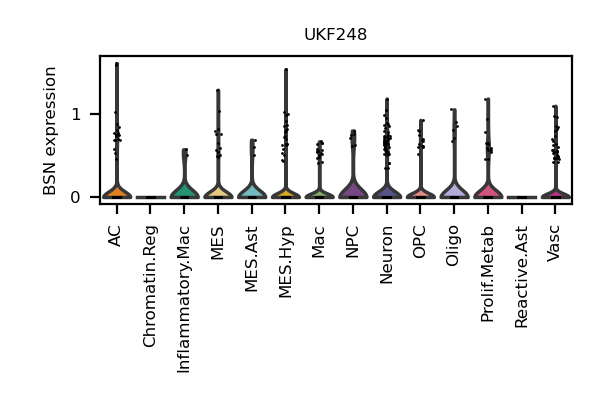 UKF248
BSN expression
1
0
AC
Chromatin.Reg
Inflammatory.Mac
MES
MES.Ast
MES.Hyp
Mac
NPC
Neuron
OPC
Oligo
Prolif.Metab
Reactive.Ast
Vasc